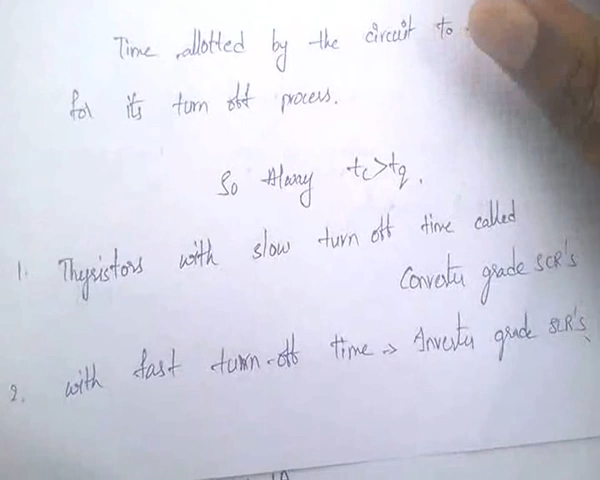 Time allotted by the circuit to
for its turn off process.
So Alway tc>tq.
1. Thyristors with slow turn off time called
Converter grade SCR's
2. with fast turn-off time → Inverter grade SCR's